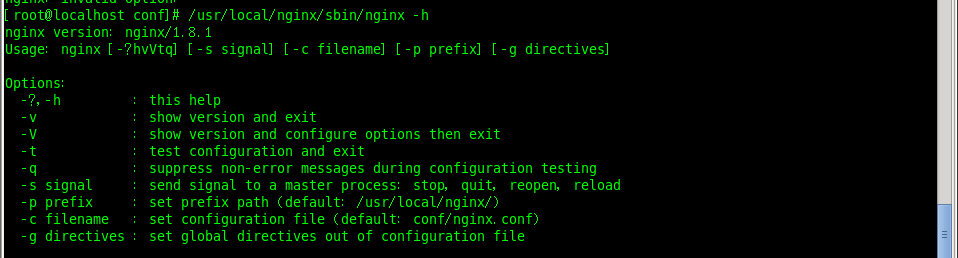 nginx: invalid option:
[root@localhost conf]# /usr/local/nginx/sbin/nginx -h
nginx version: nginx/1.8.1
Usage: nginx [-?hvVtq] [-s signal] [-c filename] [-p prefix] [-g directives]
Options:
-?,-h : this help
-v : show version and exit
-V : show version and configure options then exit
-t : test configuration and exit
-q : suppress non-error messages during configuration testing
-s signal : send signal to a master process: stop, quit, reopen, reload
-p prefix : set prefix path (default: /usr/local/nginx/)
-c filename : set configuration file (default: conf/nginx.conf)
-g directives : set global directives out of configuration file